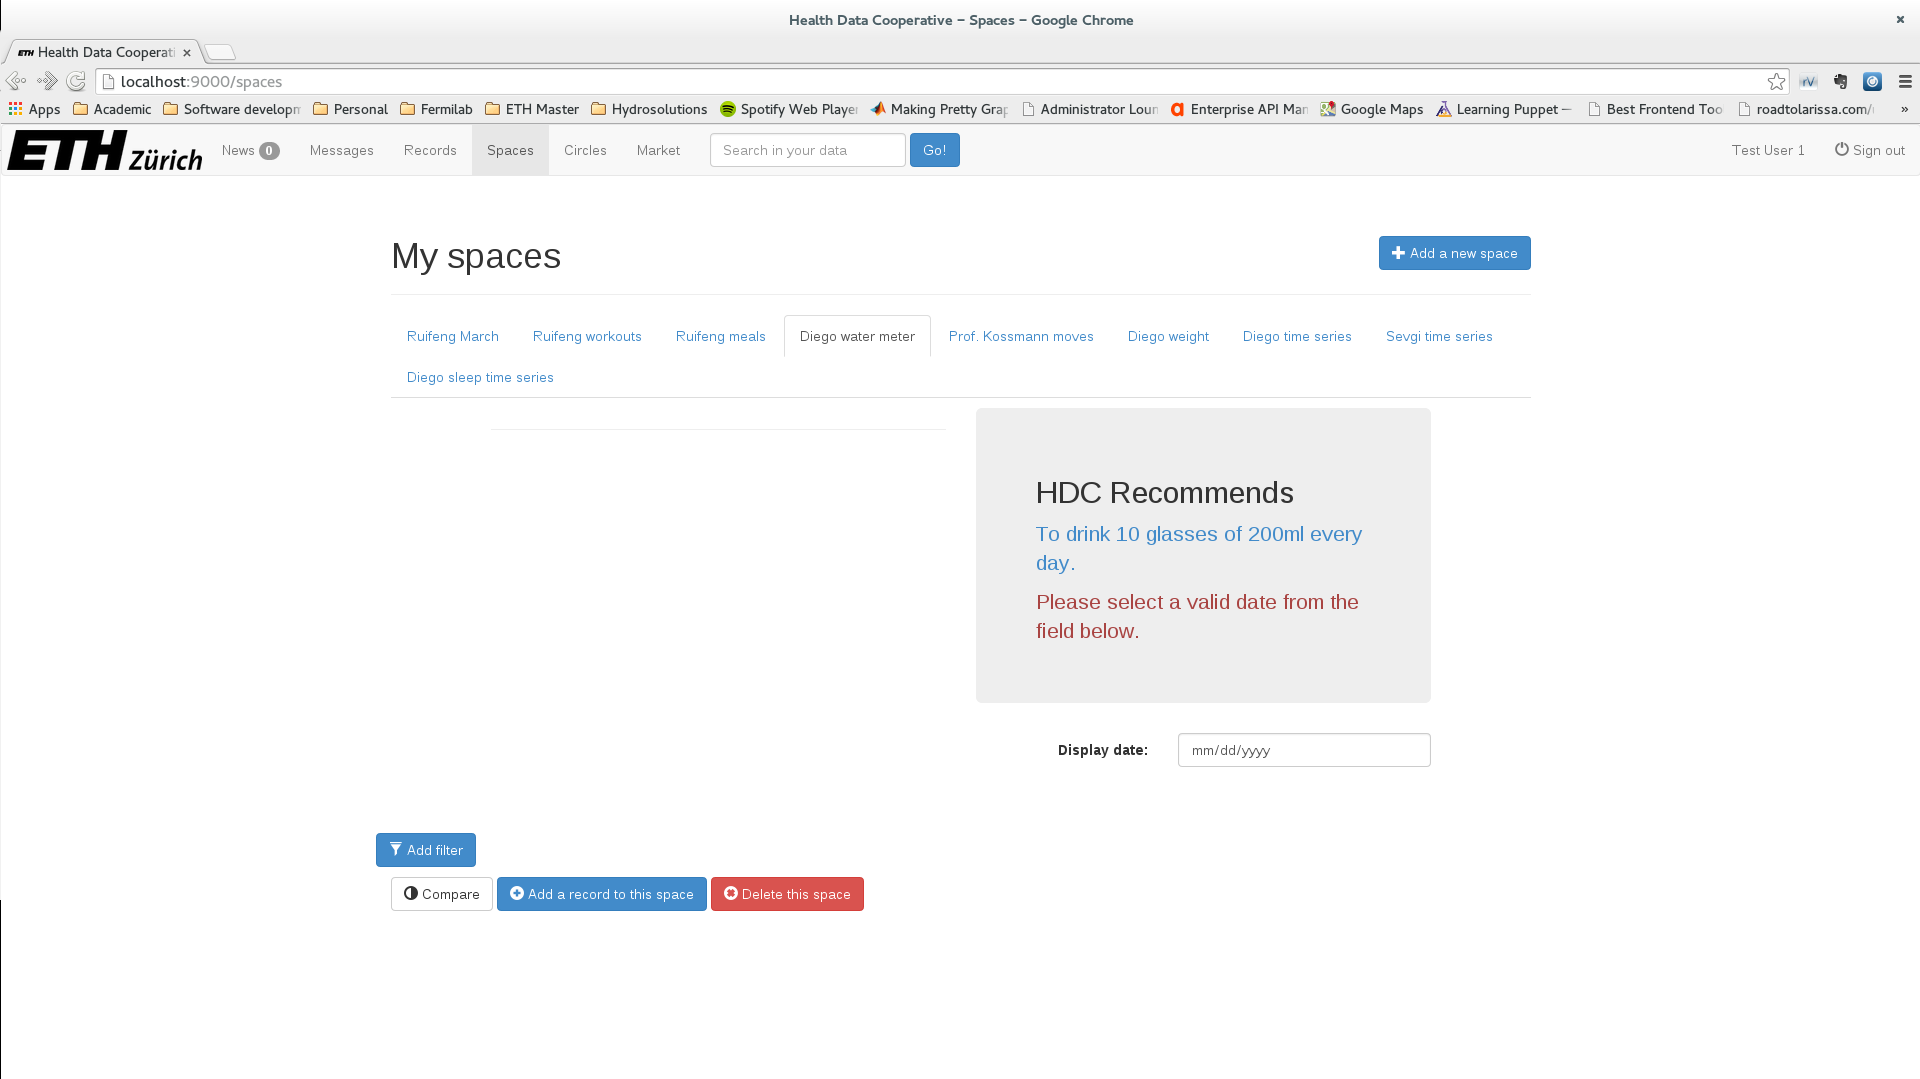 Health Data Cooperative – Spaces – Google Chrome
ETH Health Data Cooperati
localhost:9000/spaces
Apps Academic Software developm Personal Fermilab ETH Master Hydrosolutions Spotify Web Player Making Pretty Grap Administrator Loun Enterprise API Man Google Maps Learning Puppet — Best Frontend Too roadtolarissa.com/ »
ETH Zürich News 0 Messages Records Spaces Circles Market Search in your data Go! Test User 1 Sign out
My spaces Add a new space
Ruifeng March Ruifeng workouts Ruifeng meals Diego water meter Prof. Kossmann moves Diego weight Diego time series Sevgi time series
Diego sleep time series
HDC Recommends
To drink 10 glasses of 200ml every
day.
Please select a valid date from the
field below.
Display date: mm/dd/yyyy
Add filter
Compare Add a record to this space Delete this space